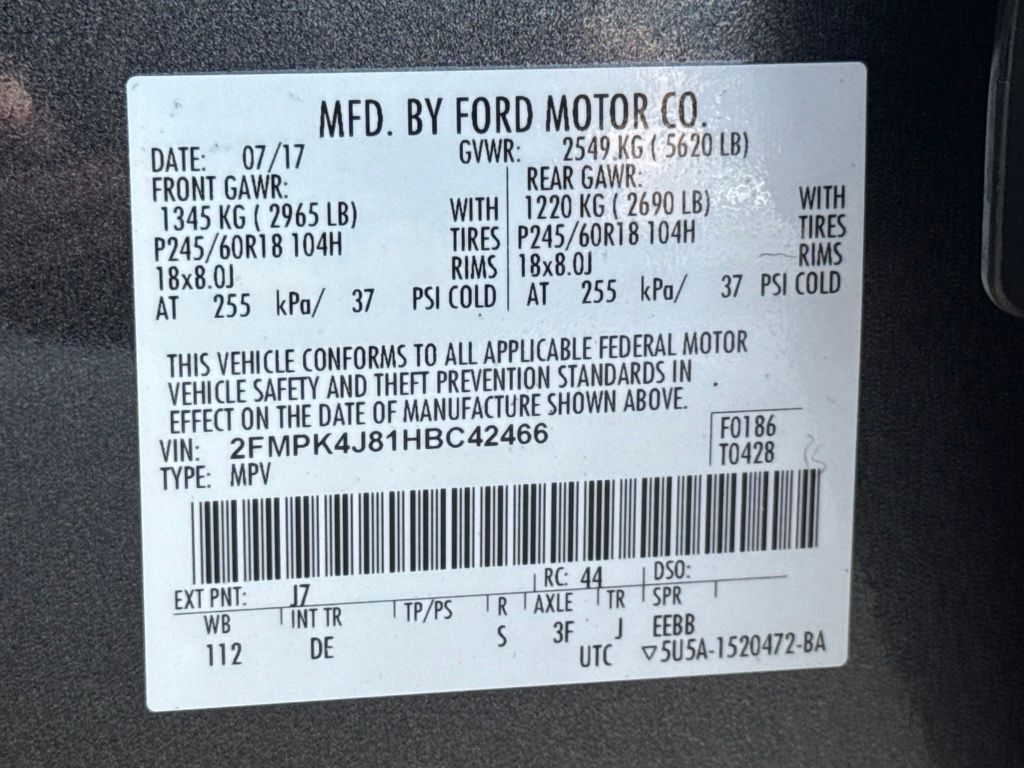 MFD. BY FORD MOTOR CO.
DATE: 07/17 GVWR: 2549 KG ( 5620 LB)
FRONT GAWR: REAR GAWR:
1345 KG ( 2965 LB) WITH 1220 KG ( 2690 LB) WITH
P245/60R18 104H TIRES P245/60R18 104H TIRES
18x8.0J RIMS 18x8.0J RIMS
AT 255 kPa/ 37 PSI COLD AT 255 kPa/ 37 PSI COLD
THIS VEHICLE CONFORMS TO ALL APPLICABLE FEDERAL MOTOR
VEHICLE SAFETY AND THEFT PREVENTION STANDARDS IN
EFFECT ON THE DATE OF MANUFACTURE SHOWN ABOVE.
VIN: 2FMPK4J81HBC42466 F0186
TYPE: MPV T0428
EXT PNT: J7 RC: 44 DSO:
WB INT TR TP/PS R AXLE TR SPR
112 DE S 3F J EEBB
UTC ▽5U5A-1520472-BA